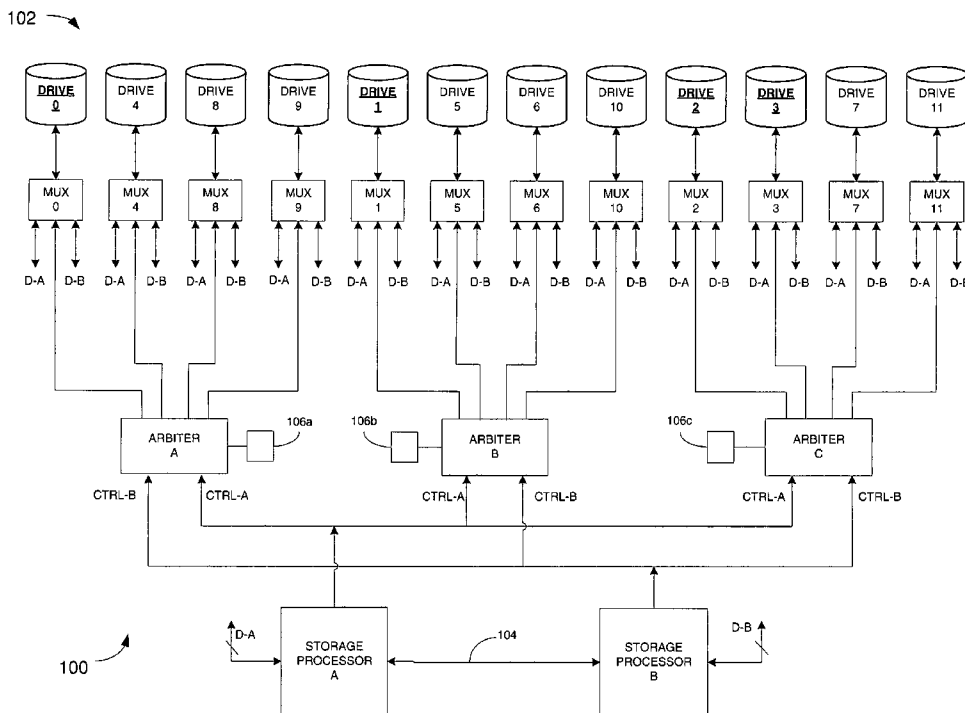 102
DRIVE 0
DRIVE 4
DRIVE 8
DRIVE 9
DRIVE 1
DRIVE 5
DRIVE 6
DRIVE 10
DRIVE 2
DRIVE 3
DRIVE 7
DRIVE 11
MUX 0
MUX 4
MUX 8
MUX 9
MUX 1
MUX 5
MUX 6
MUX 10
MUX 2
MUX 3
MUX 7
MUX 11
D-A
D-B
D-A
D-B
D-A
D-B
D-A
D-B
D-A
D-B
D-A
D-B
ARBITER A
106a
106b
ARBITER B
106c
ARBITER C
CTRL-B
CTRL-A
CTRL-A
CTRL-B
CTRL-A
CTRL-B
D-A
STORAGE PROCESSOR A
104
STORAGE PROCESSOR B
D-B
100